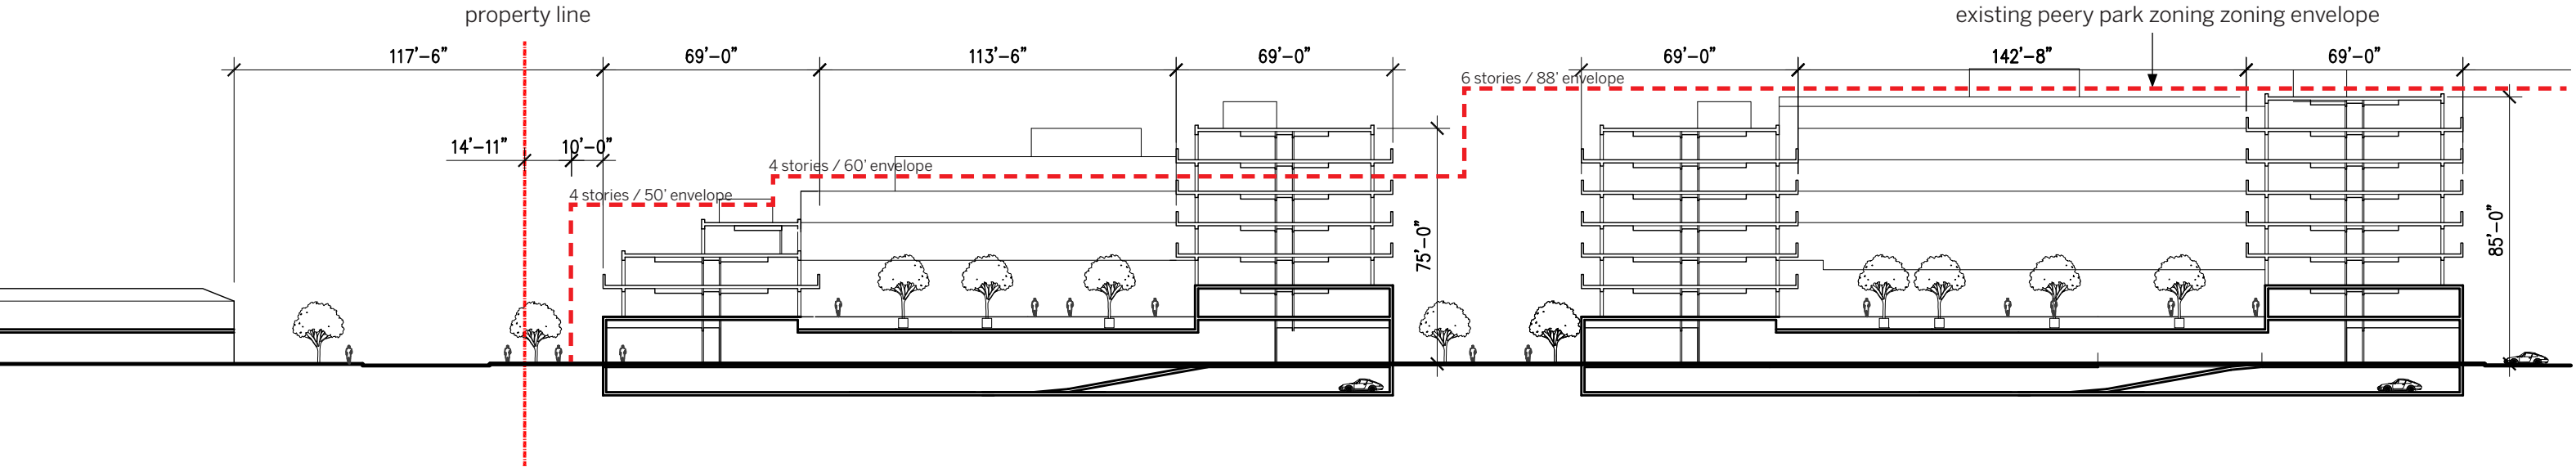 property line
existing peery park zoning zoning envelope
117’-6”
69’-0”
113’-6”
69’-0”
69’-0”
142’-8”
69’-0”
6 stories / 88’ envelope
14’-11”
10’-0”
4 stories / 60’ envelope
4 stories / 50’ envelope
75’-0”
85’-0”